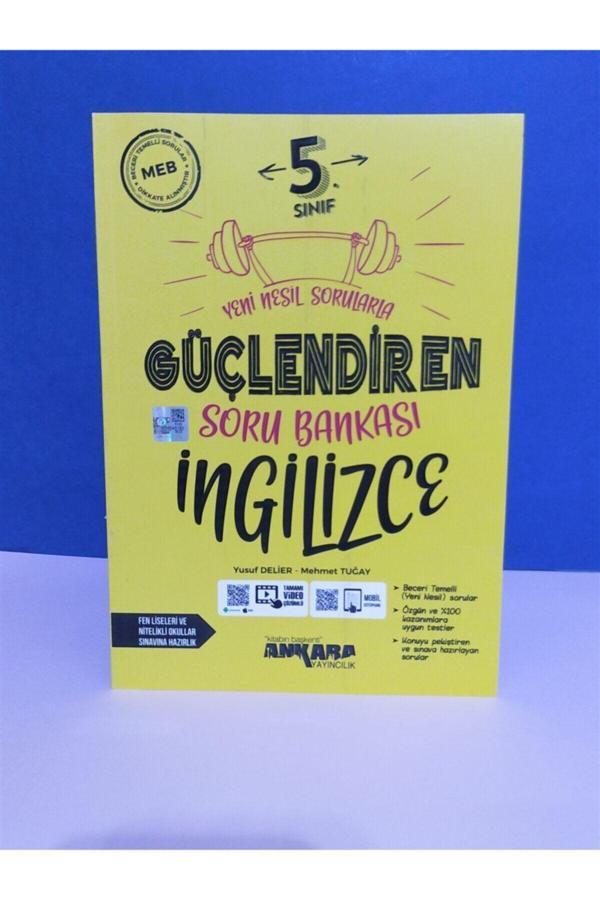 BECERİ TEMELLİ SORULAR
MEB
DİKKATE ALINMIŞTIR
5.
SINIF
YENİ NESİL SORULARLA
GÜÇLENDİREN
SORU BANKASI
İNGİLİZCE
Yusuf DELİER - Mehmet TUĞAY
TAMAMI
VİDEO
ÇÖZÜMLÜ
MOBİL
KÜTÜPHANE
Beceri Temelli
(Yeni Nesil) sorular
Özgün ve %100
kazanımlara
uygun testler
Konuyu pekiştiren
ve sınava hazırlayan
sorular
FEN LİSELERİ VE
NİTELİKLİ OKULLAR
SINAVINA HAZIRLIK
"kitabın başkenti"
ANKARA
YAYINCILIK